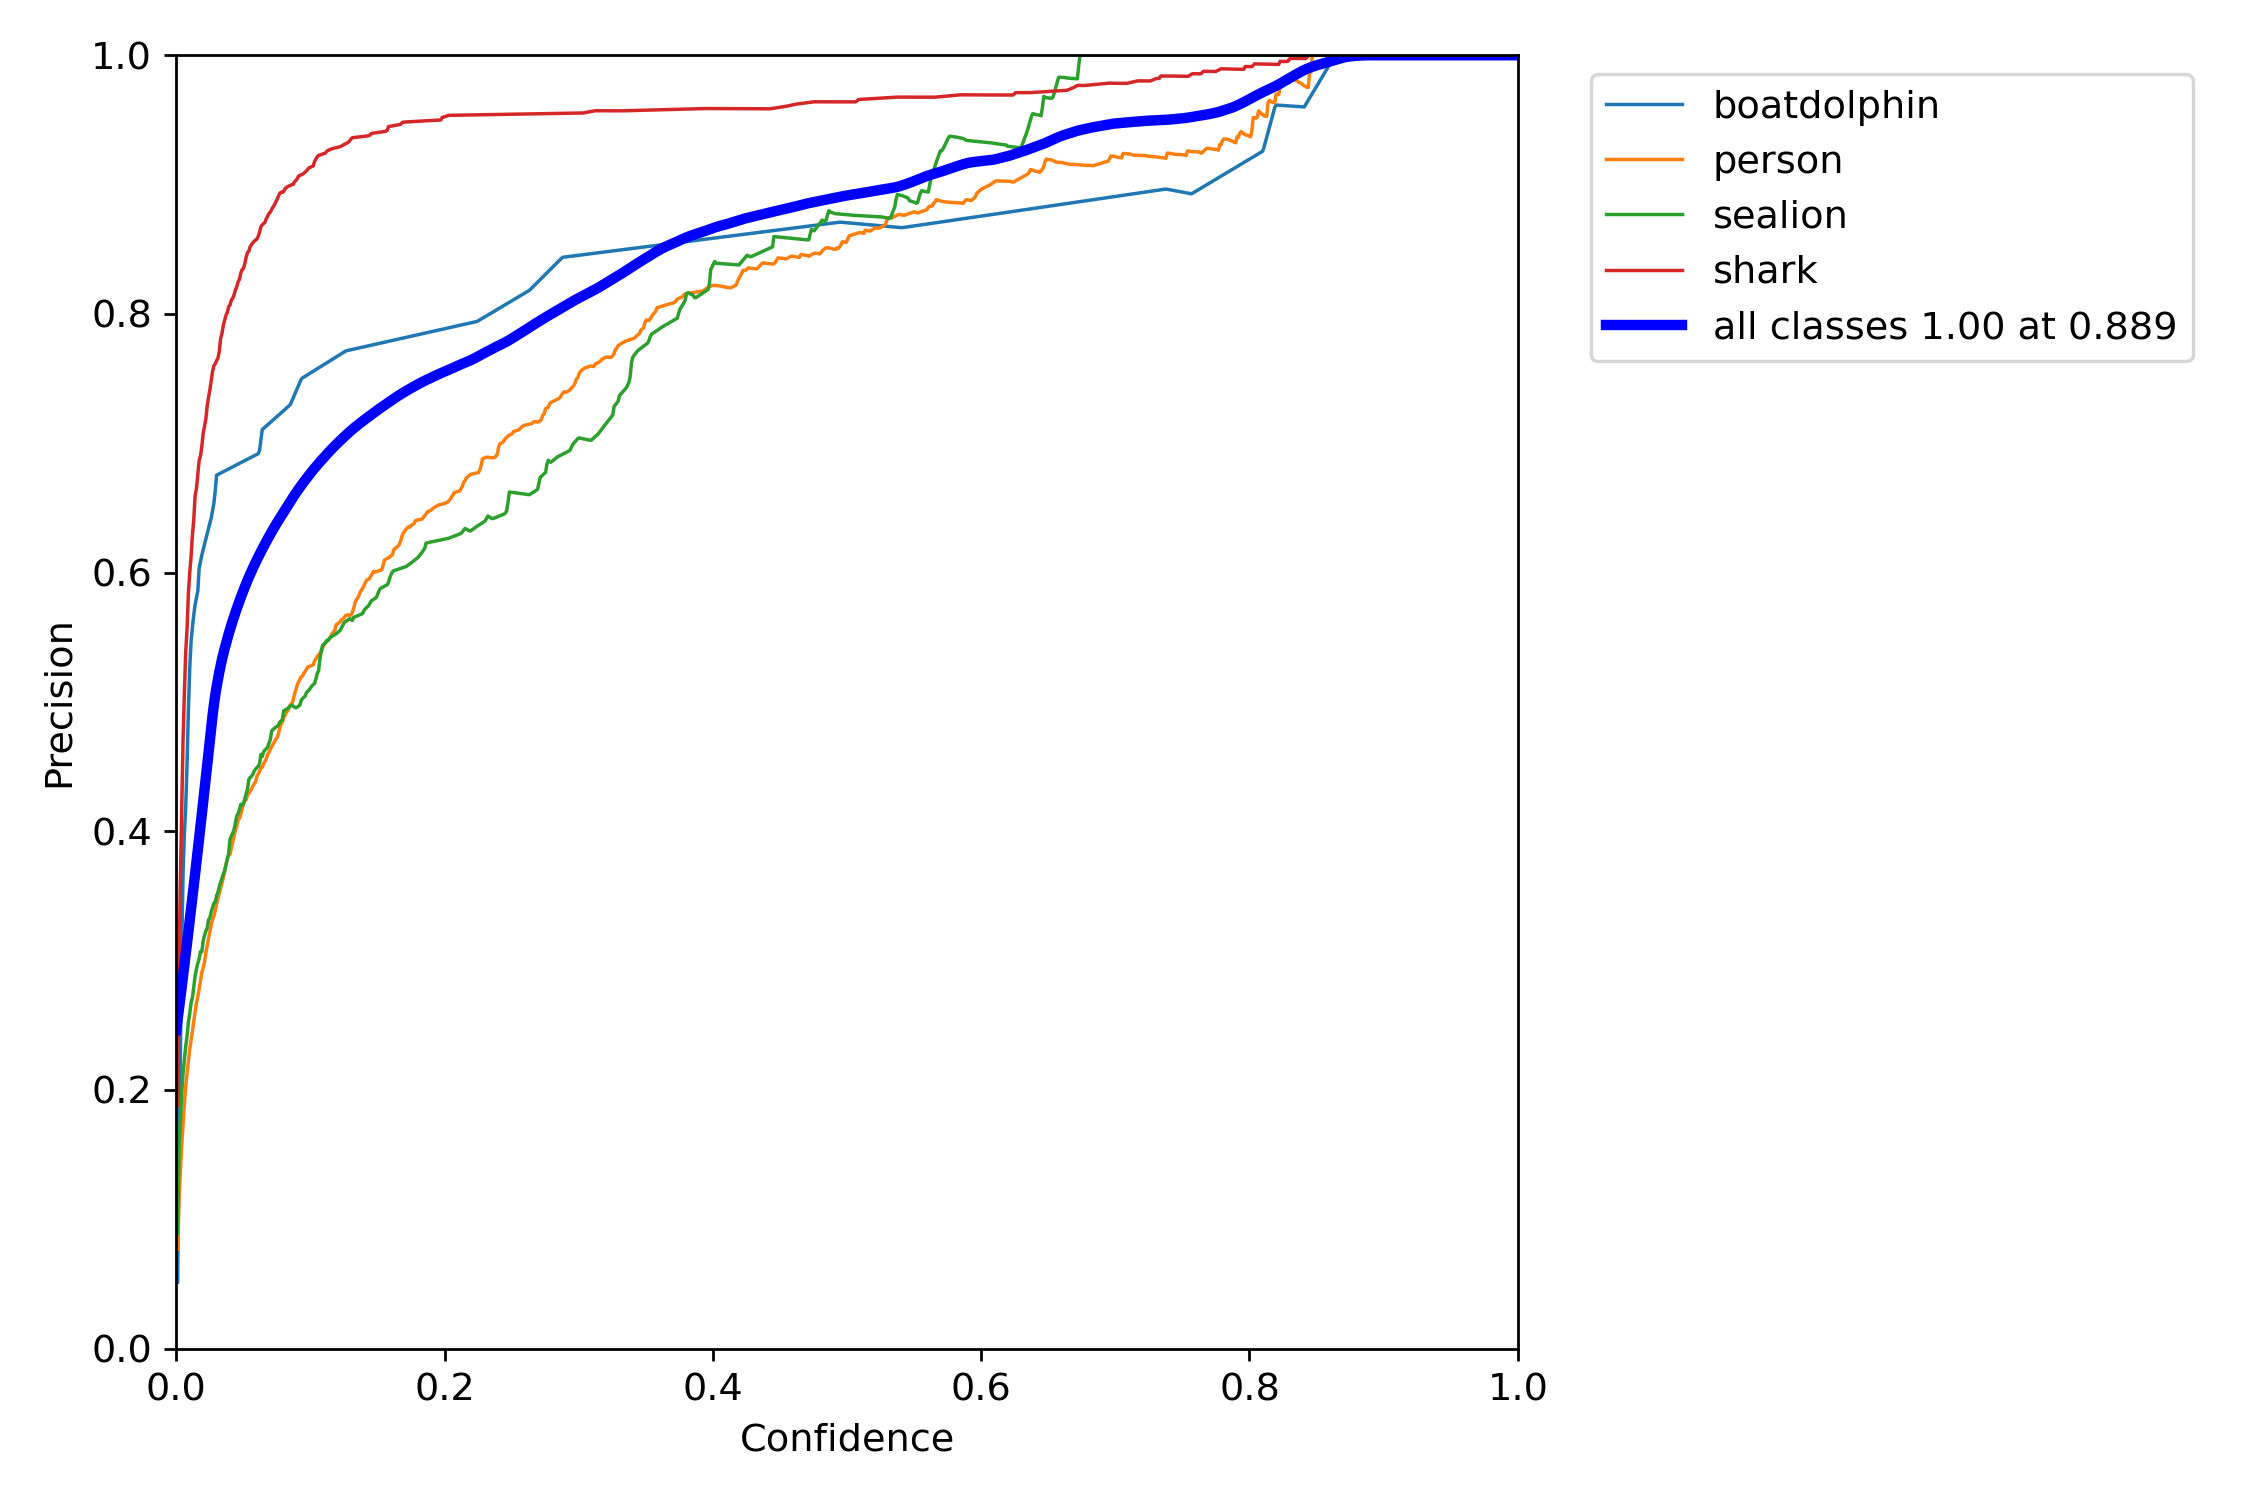 1.0
0.8
0.6
0.4
0.2
0.0
Precision
0.0 0.2 0.4 0.6 0.8 1.0
Confidence
boatdolphin
person
sealion
shark
all classes 1.00 at 0.889